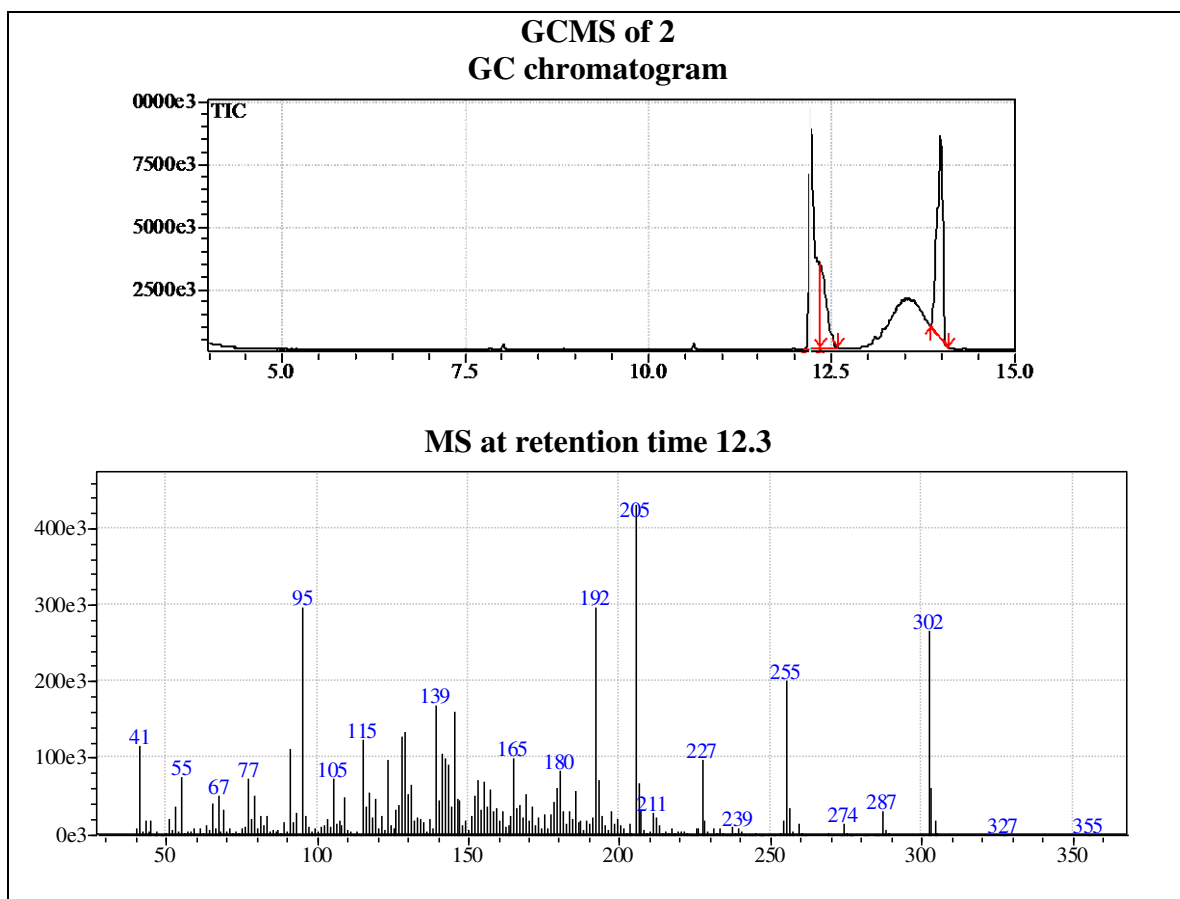 GCMS of 2
GC chromatogram
0000e3
TIC
7500e3
5000e3
2500e3
5.0 7.5 10.0 12.5 15.0
MS at retention time 12.3
400e3
300e3
200e3
100e3
0e3
205
95 192
302
255
139
41 115
55 67 77 105 165 180 227
211 239 274 287 327 355
50 100 150 200 250 300 350